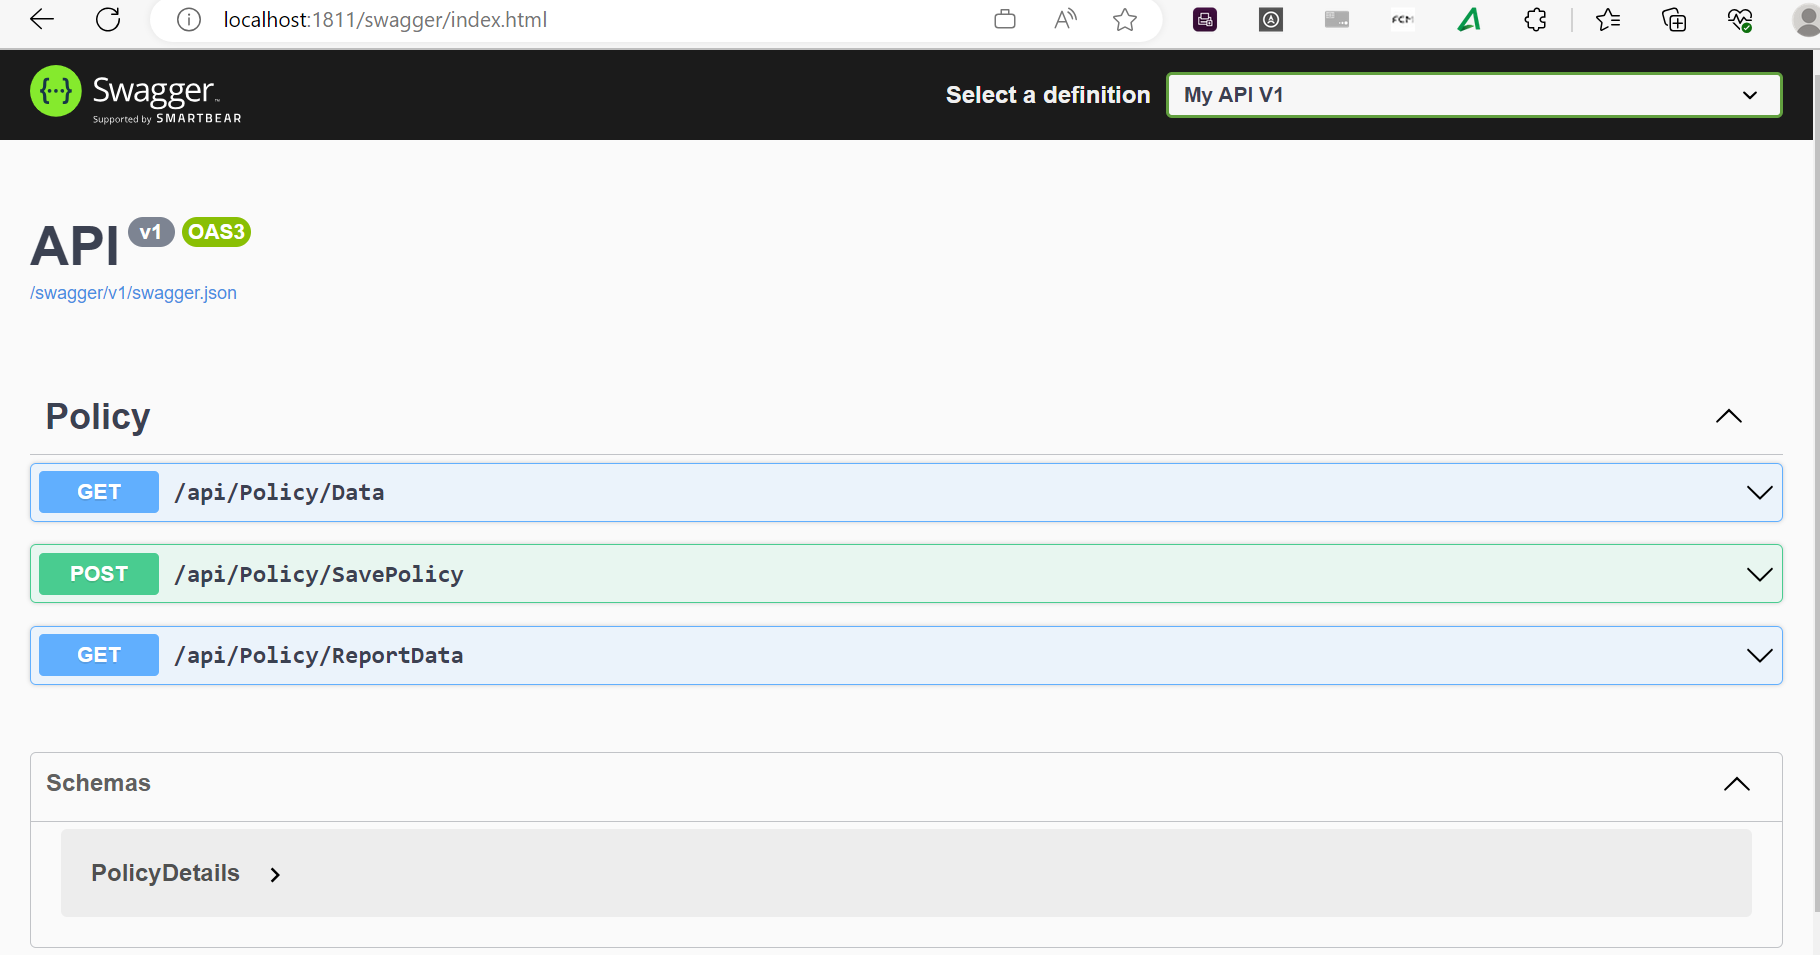 localhost:1811/swagger/index.html
FCM
Swagger
Supported by SMARTBEAR
Select a definition
My API V1
API v1 OAS3
/swagger/v1/swagger.json
Policy
GET /api/Policy/Data
POST /api/Policy/SavePolicy
GET /api/Policy/ReportData
Schemas
PolicyDetails